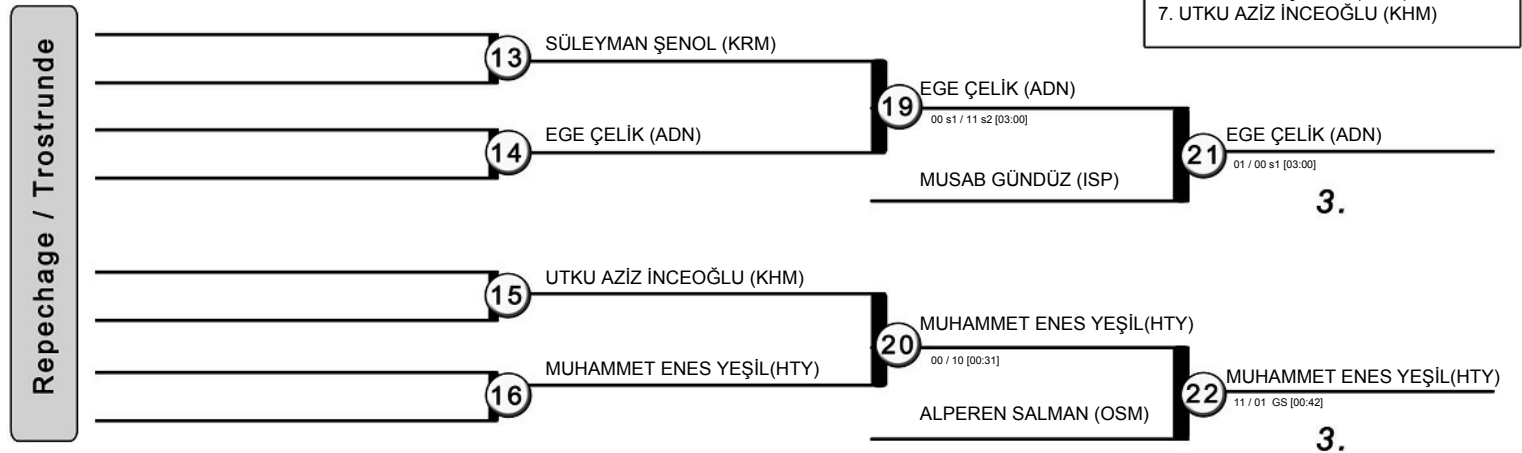 7. UTKU AZİZ İNCEOĞLU (KHM)
Repechage / Trostrunde
13
SÜLEYMAN ŞENOL (KRM)
14
EGE ÇELİK (ADN)
19
EGE ÇELİK (ADN)
00 s1 / 11 s2 [03:00]
MUSAB GÜNDÜZ (ISP)
21
EGE ÇELİK (ADN)
01 / 00 s1 [03:00]
3.
15
UTKU AZİZ İNCEOĞLU (KHM)
16
MUHAMMET ENES YEŞİL(HTY)
20
MUHAMMET ENES YEŞİL(HTY)
00 / 10 [00:31]
ALPEREN SALMAN (OSM)
22
MUHAMMET ENES YEŞİL(HTY)
11 / 01 GS [00:42]
3.